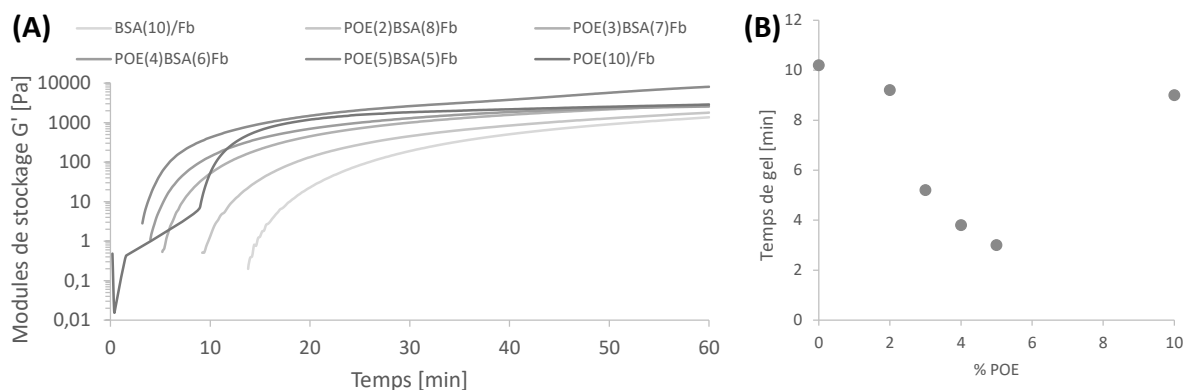 (A)
BSA(10)/Fb POE(2)BSA(8)Fb POE(3)BSA(7)Fb
POE(4)BSA(6)Fb POE(5)BSA(5)Fb POE(10)/Fb
Modules de stockage G' [Pa]
10000
1000
100
10
1
0,1
0,01
0 10 20 30 40 50 60
Temps [min]
(B)
Temps de gel [min]
12
10
8
6
4
2
0
0 2 4 6 8 10
% POE